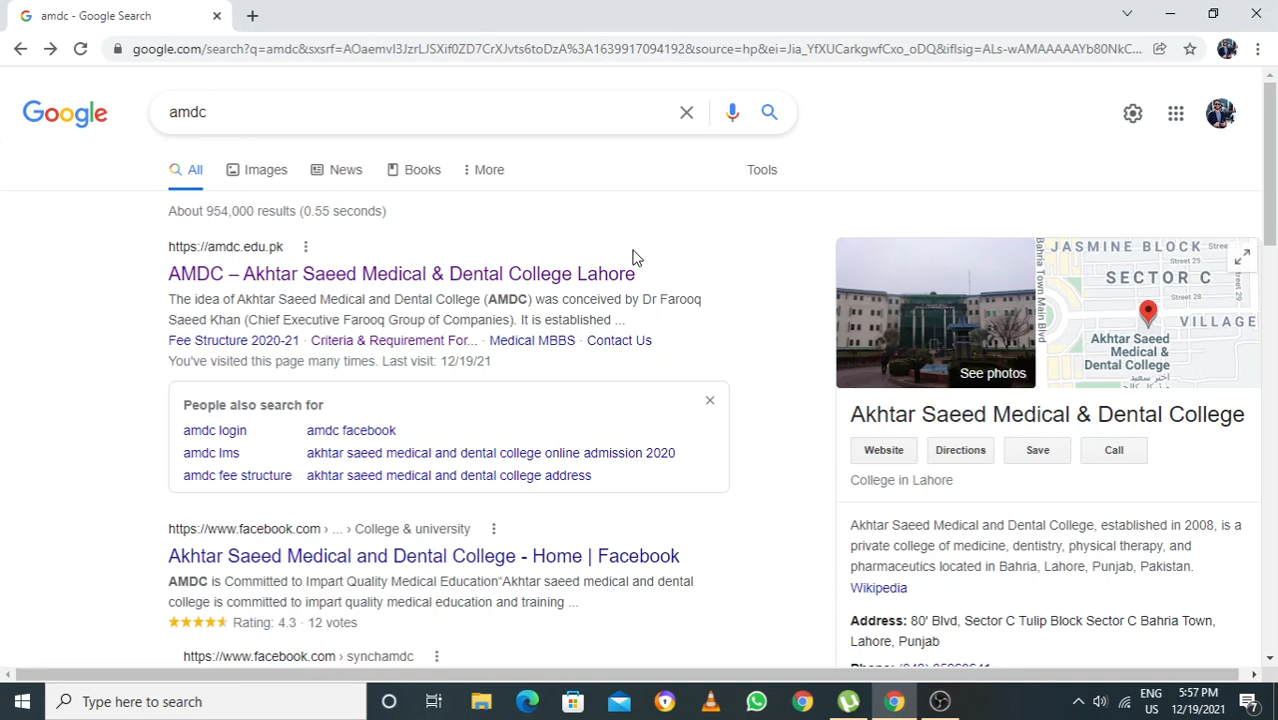 amdc - Google Search
google.com/search?q=amdc&sxsrf=AOaemvI3JzrLJSXif0ZD7CrXJvts6toDzA%3A1639917094192&source=hp&ei=Jia_YfXUCarkgwfCxo_oDQ&iflsig=ALs-wAMAAAAAYb80NkC...
Google
amdc
All Images News Books More Tools
About 954,000 results (0.55 seconds)
https://amdc.edu.pk
AMDC – Akhtar Saeed Medical & Dental College Lahore
The idea of Akhtar Saeed Medical and Dental College (AMDC) was conceived by Dr Farooq
Saeed Khan (Chief Executive Farooq Group of Companies). It is established ...
Fee Structure 2020-21 · Criteria & Requirement For... · Medical MBBS · Contact Us
You've visited this page many times. Last visit: 12/19/21
People also search for
amdc login amdc facebook
amdc lms akhtar saeed medical and dental college online admission 2020
amdc fee structure akhtar saeed medical and dental college address
https://www.facebook.com › ... › College & university
Akhtar Saeed Medical and Dental College - Home | Facebook
AMDC is Committed to Impart Quality Medical Education"Akhtar saeed medical and dental
college is committed to impart quality medical education and training ...
Rating: 4.3 · 12 votes
https://www.facebook.com › synchamdc
See photos
JASMINE BLOCK
Street 25
SECTOR C
Street 28
VILLAGE
Bahria Town Main Blvd
Akhtar Saeed
Medical &
Dental College
اختر سعيد
Akhtar Saeed Medical & Dental College
Website Directions Save Call
College in Lahore
Akhtar Saeed Medical and Dental College, established in 2008, is a
private college of medicine, dentistry, physical therapy, and
pharmaceutics located in Bahria, Lahore, Punjab, Pakistan.
Wikipedia
Address: 80' Blvd, Sector C Tulip Block Sector C Bahria Town,
Lahore, Punjab
Type here to search
ENG
US
5:57 PM
12/19/2021
7